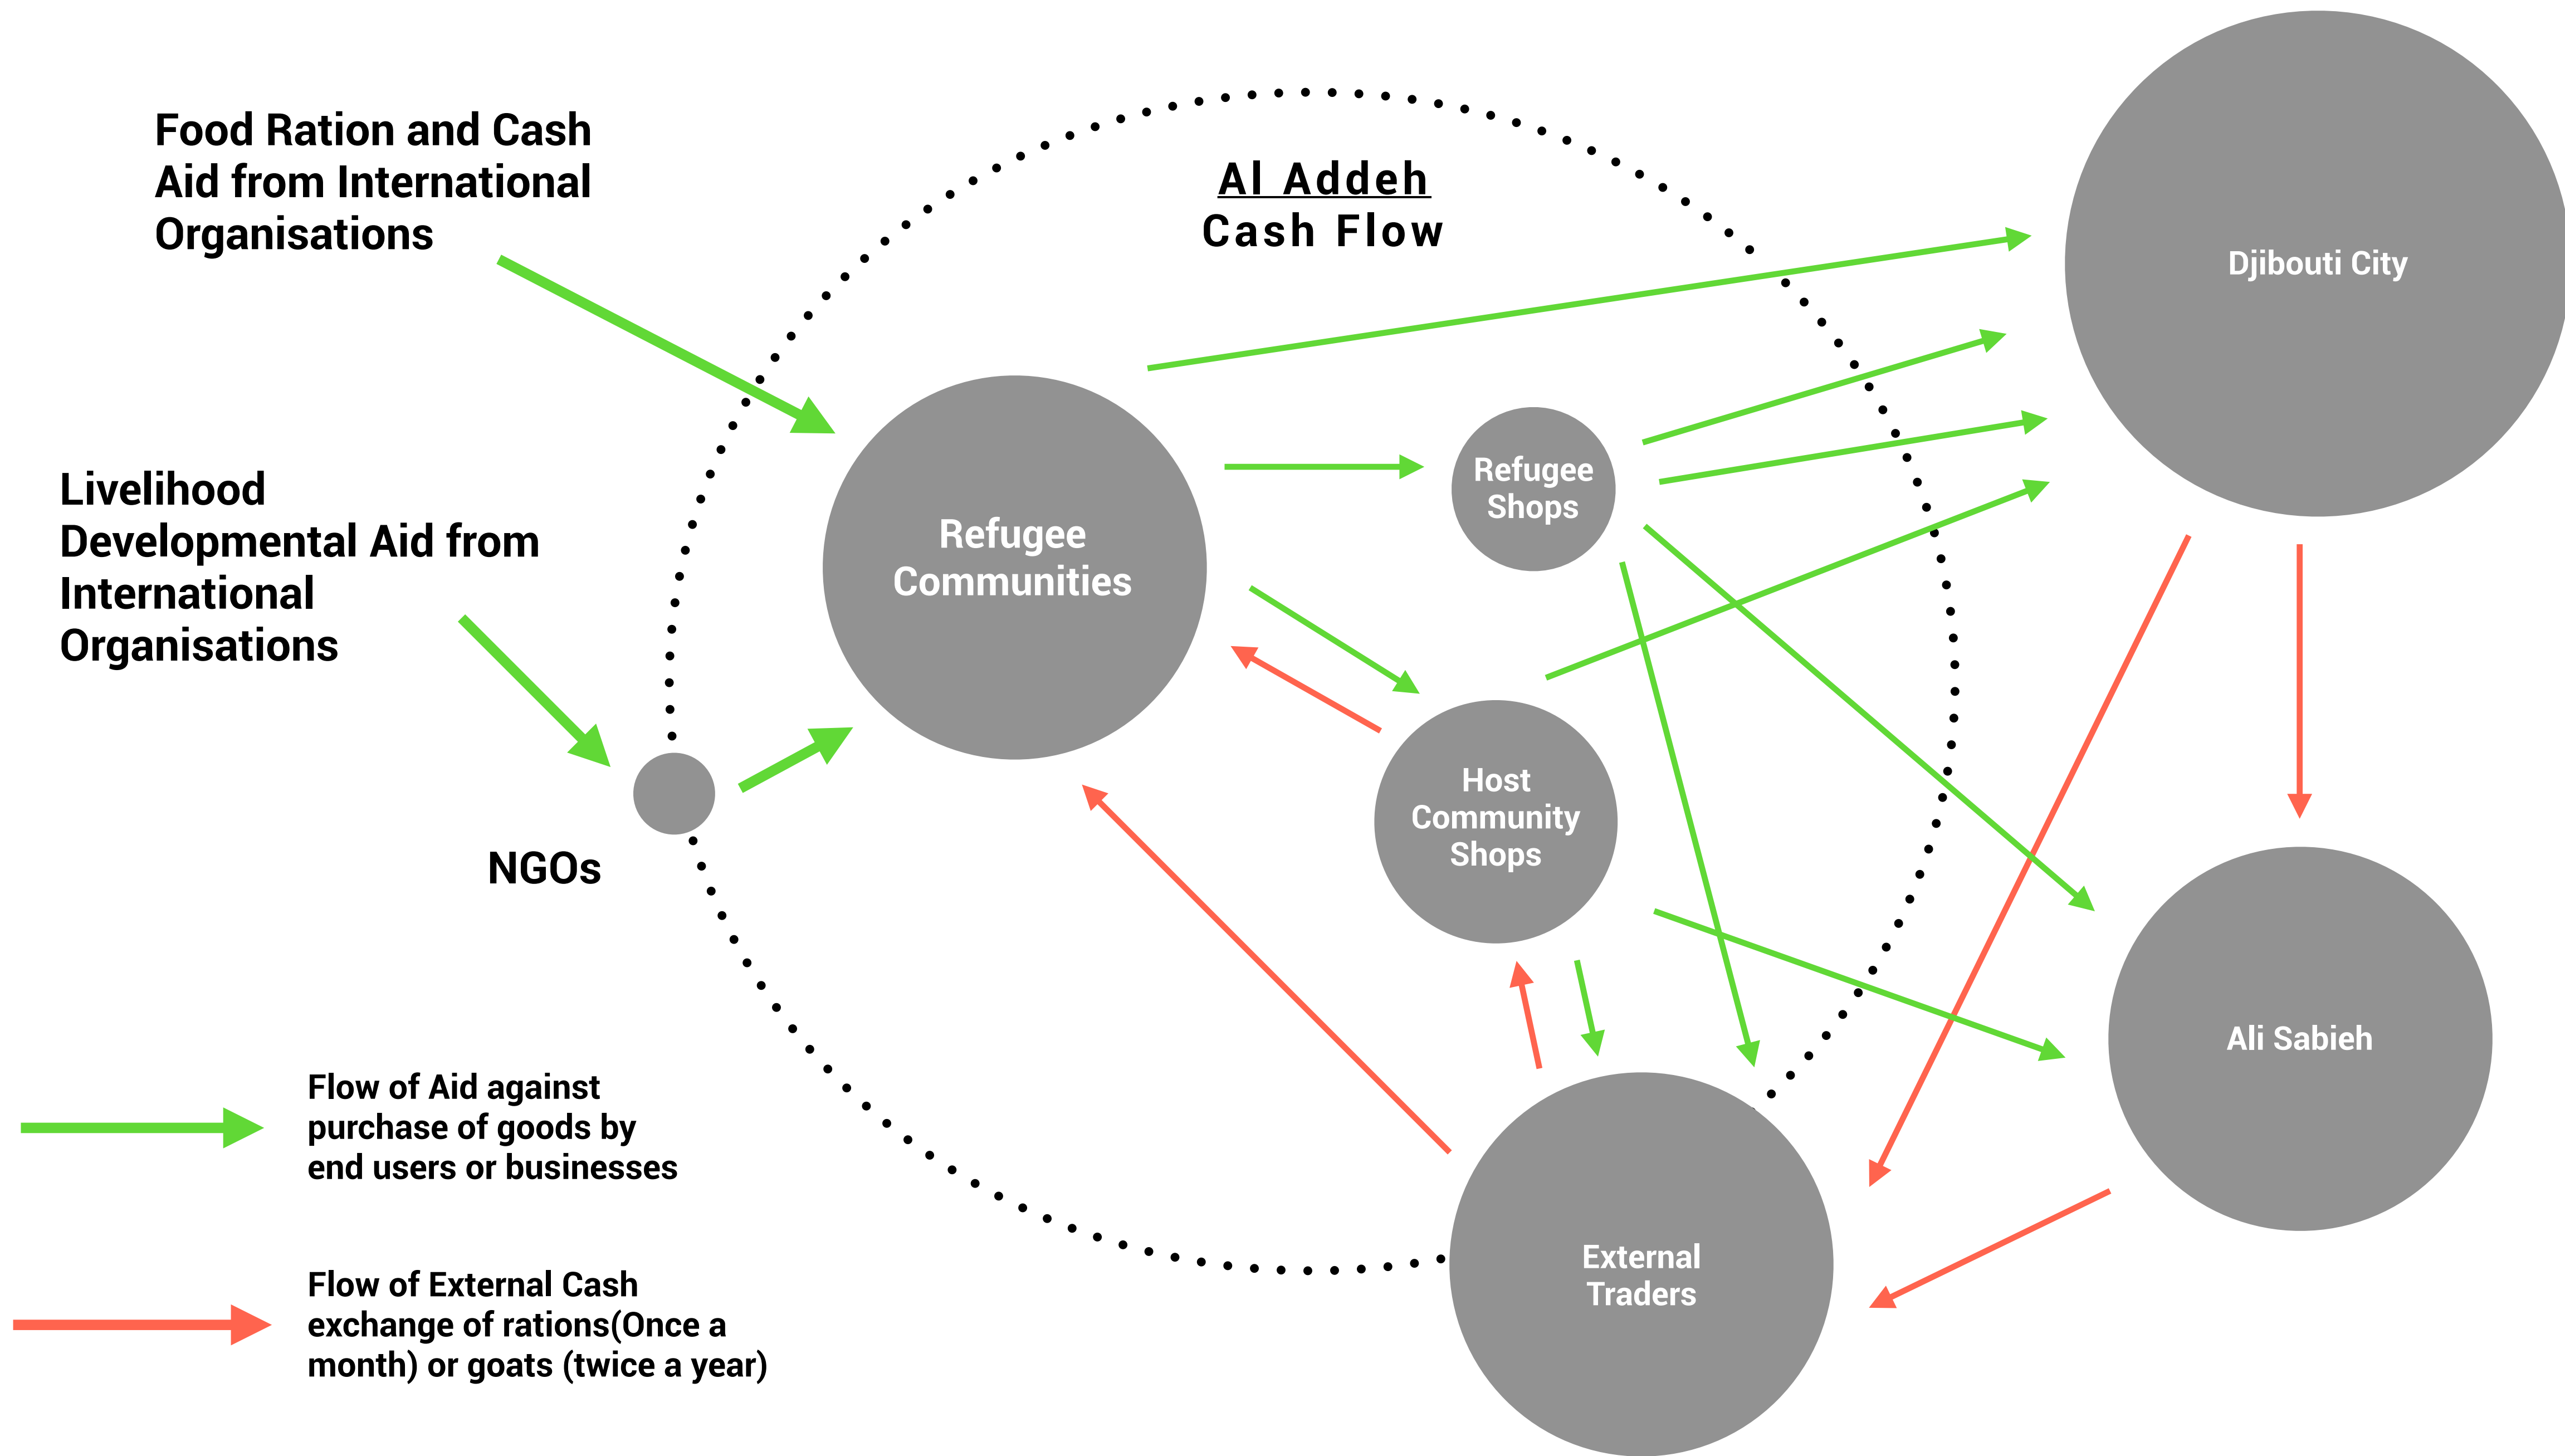 Food Ration and Cash
Aid from International
Organisations
Al Addeh
Cash Flow
Djibouti City
Livelihood
Developmental Aid from
International
Organisations
Refugee
Communities
Refugee
Shops
Host
Community
Shops
NGOs
Ali Sabieh
External
Traders
Flow of Aid against
purchase of goods by
end users or businesses
Flow of External Cash
exchange of rations(Once a
month) or goats (twice a year)